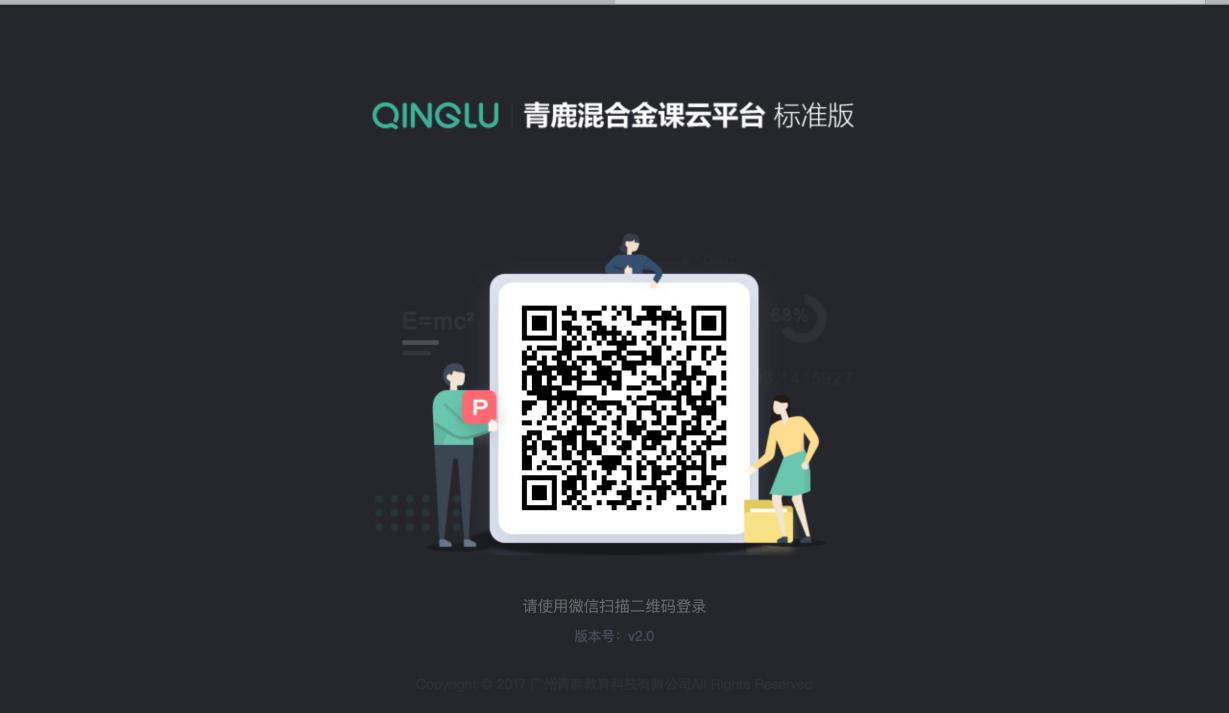 QINGLU 青鹿混合金课云平台 标准版
E=mc²
68%
3.1415927
P
请使用微信扫描二维码登录
版本号：v2.0
Copyright © 2017 广州青鹿教育科技有限公司All Rights Reserved